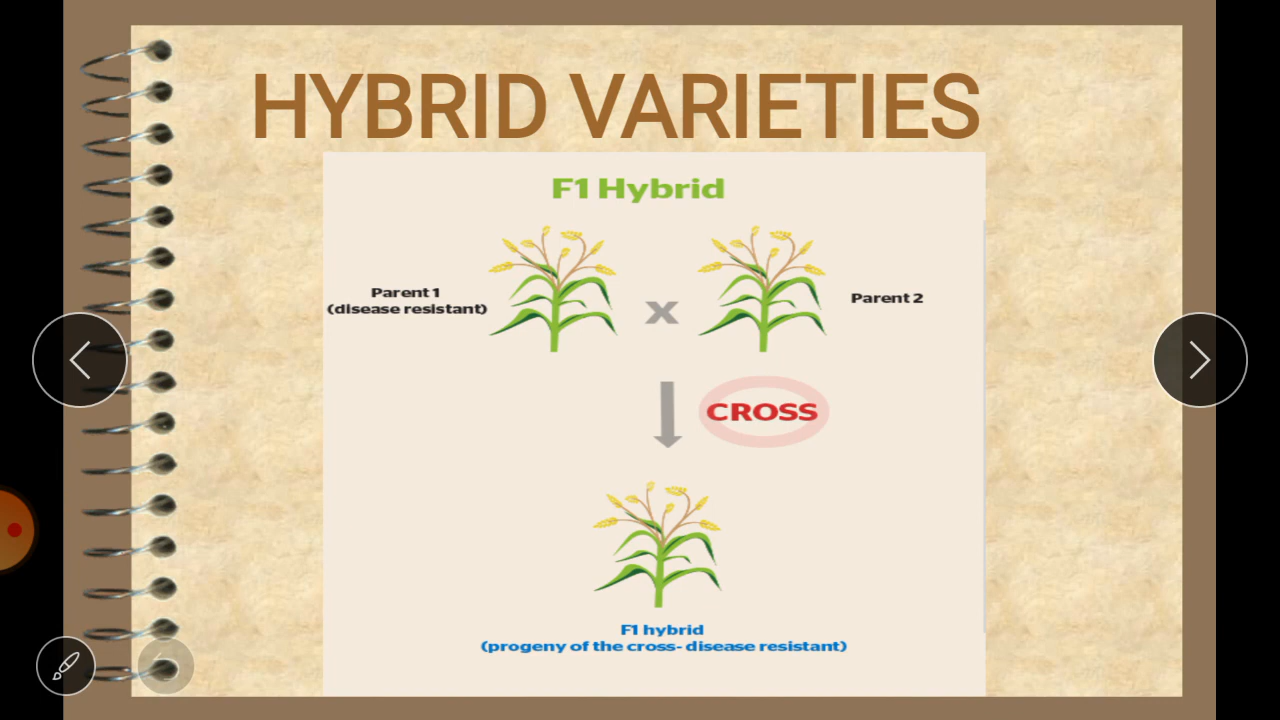 HYBRID VARIETIES
F1 Hybrid
Parent 1
(disease resistant)
x
Parent 2
CROSS
F1 hybrid
(progeny of the cross- disease resistant)